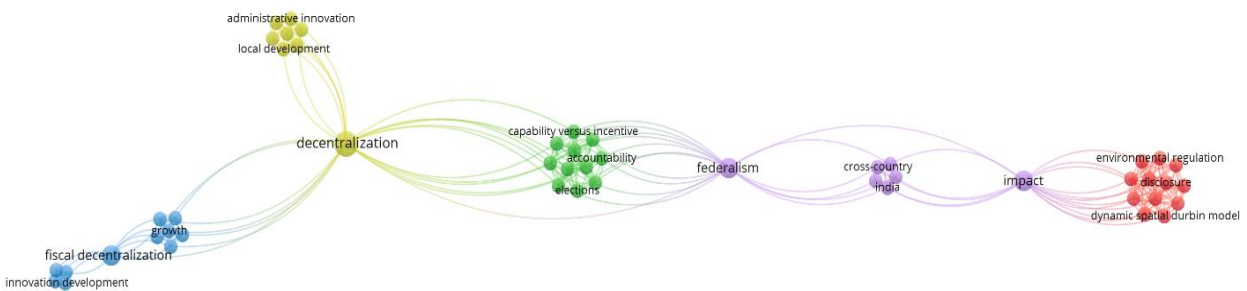 administrative innovation
local development
decentralization
capability versus incentive
accountability
elections
federalism
cross-country
india
impact
environmental regulation
disclosure
dynamic spatial durbin model
growth
fiscal decentralization
innovation development